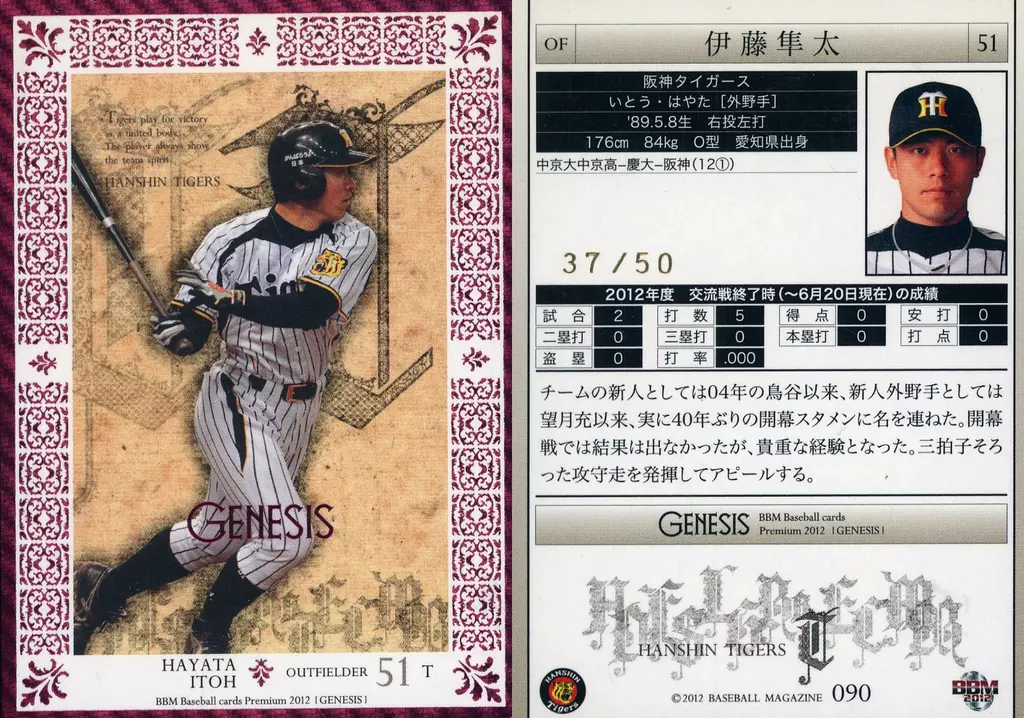 Tigers play for victory
as a united body.
The player always show
the team spirit.
HANSHIN TIGERS
がんばろう!
日本
GENESIS
HAYATA
ITOH
OUTFIELDER 51 T
BBM Baseball cards Premium 2012 | GENESIS |
OF 伊藤隼太 51
阪神タイガース
いとう・はやた [外野手]
'89.5.8生 右投左打
176cm 84kg O型 愛知県出身
中京大中京高−慶大−阪神(12①)
37/50
2012年度 交流戦終了時(〜6月20日現在)の成績
試合 2 打数 5 得点 0 安打 0
二塁打 0 三塁打 0 本塁打 0 打点 0
盗塁 0 打率 .000
チームの新人としては04年の鳥谷以来、新人外野手としては
望月充以来、実に40年ぶりの開幕スタメンに名を連ねた。開幕
戦では結果は出なかったが、貴重な経験となった。三拍子そろ
った攻守走を発揮してアピールする。
GENESIS BBM Baseball cards
Premium 2012 | GENESIS |
HANSHIN TIGERS T
HANSHIN
Tigers
©2012 BASEBALL MAGAZINE 090
BBM
2012